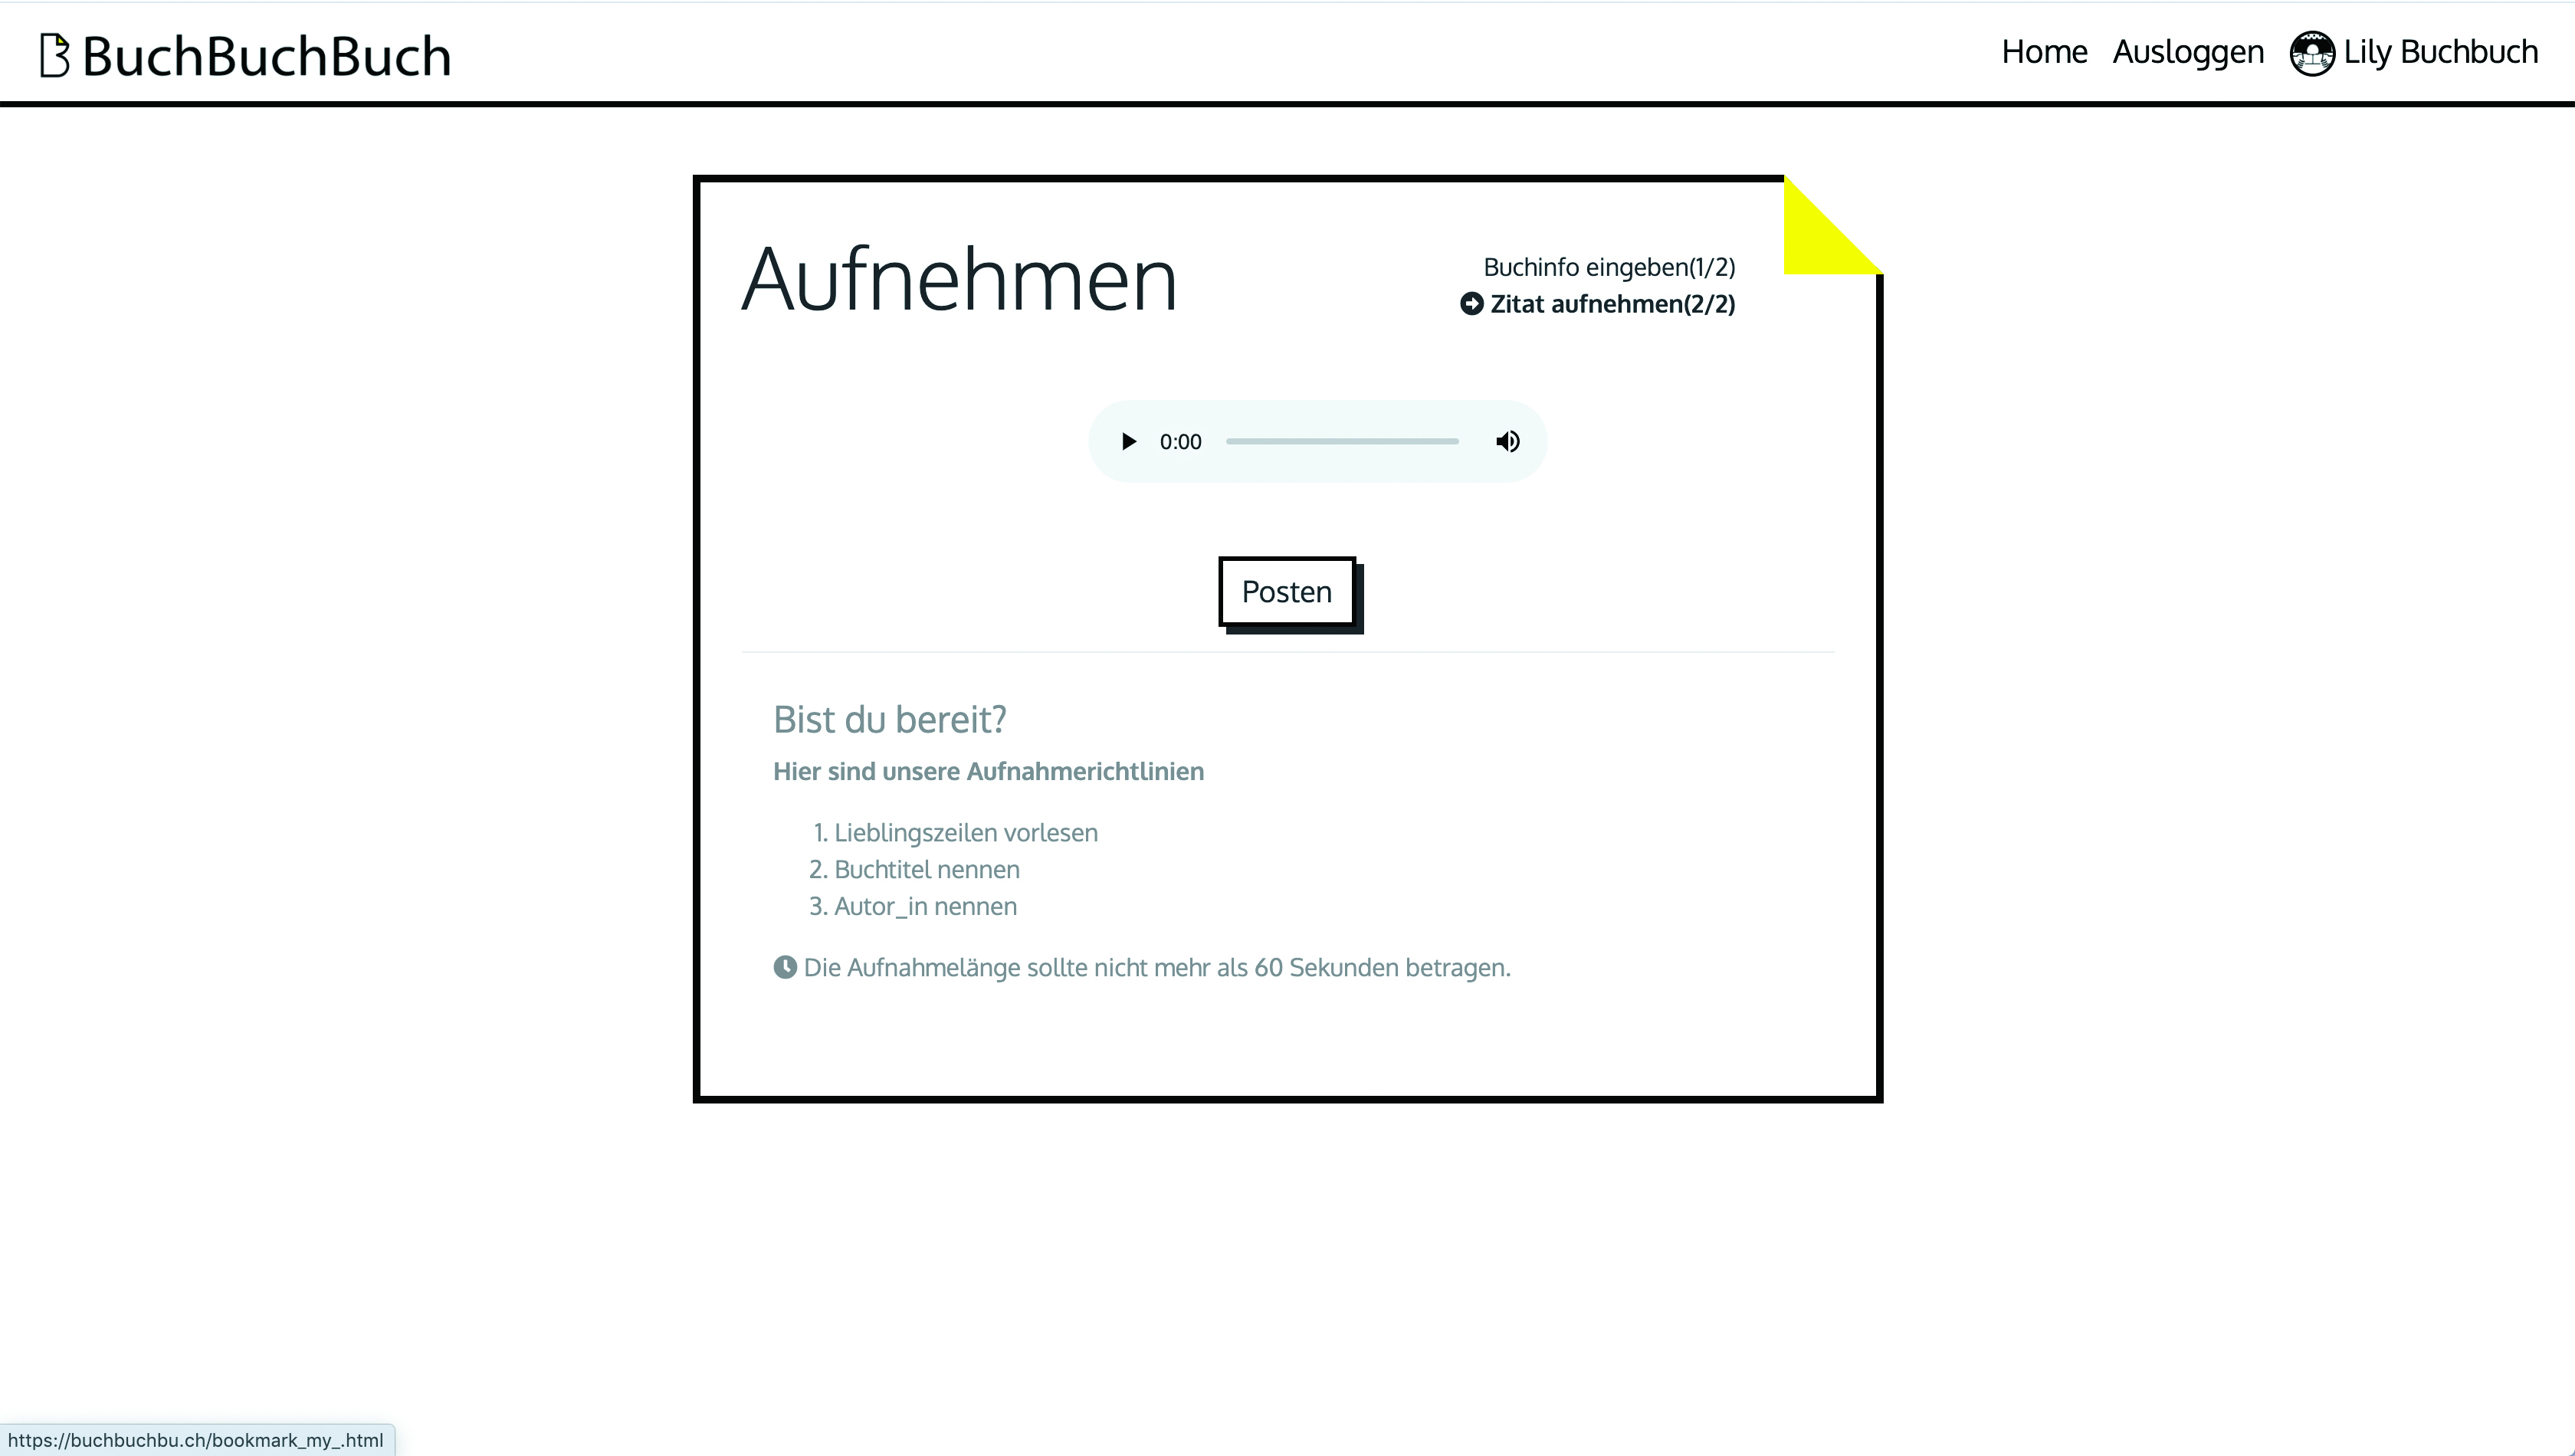 BuchBuchBuch
Home Ausloggen Lily Buchbuch
Aufnehmen
Buchinfo eingeben(1/2)
Zitat aufnehmen(2/2)
0:00
Posten
Bist du bereit?
Hier sind unsere Aufnahmerichtlinien
1. Lieblingszeilen vorlesen
2. Buchtitel nennen
3. Autor_in nennen
Die Aufnahmelänge sollte nicht mehr als 60 Sekunden betragen.
https://buchbuchbu.ch/bookmark_my_.html